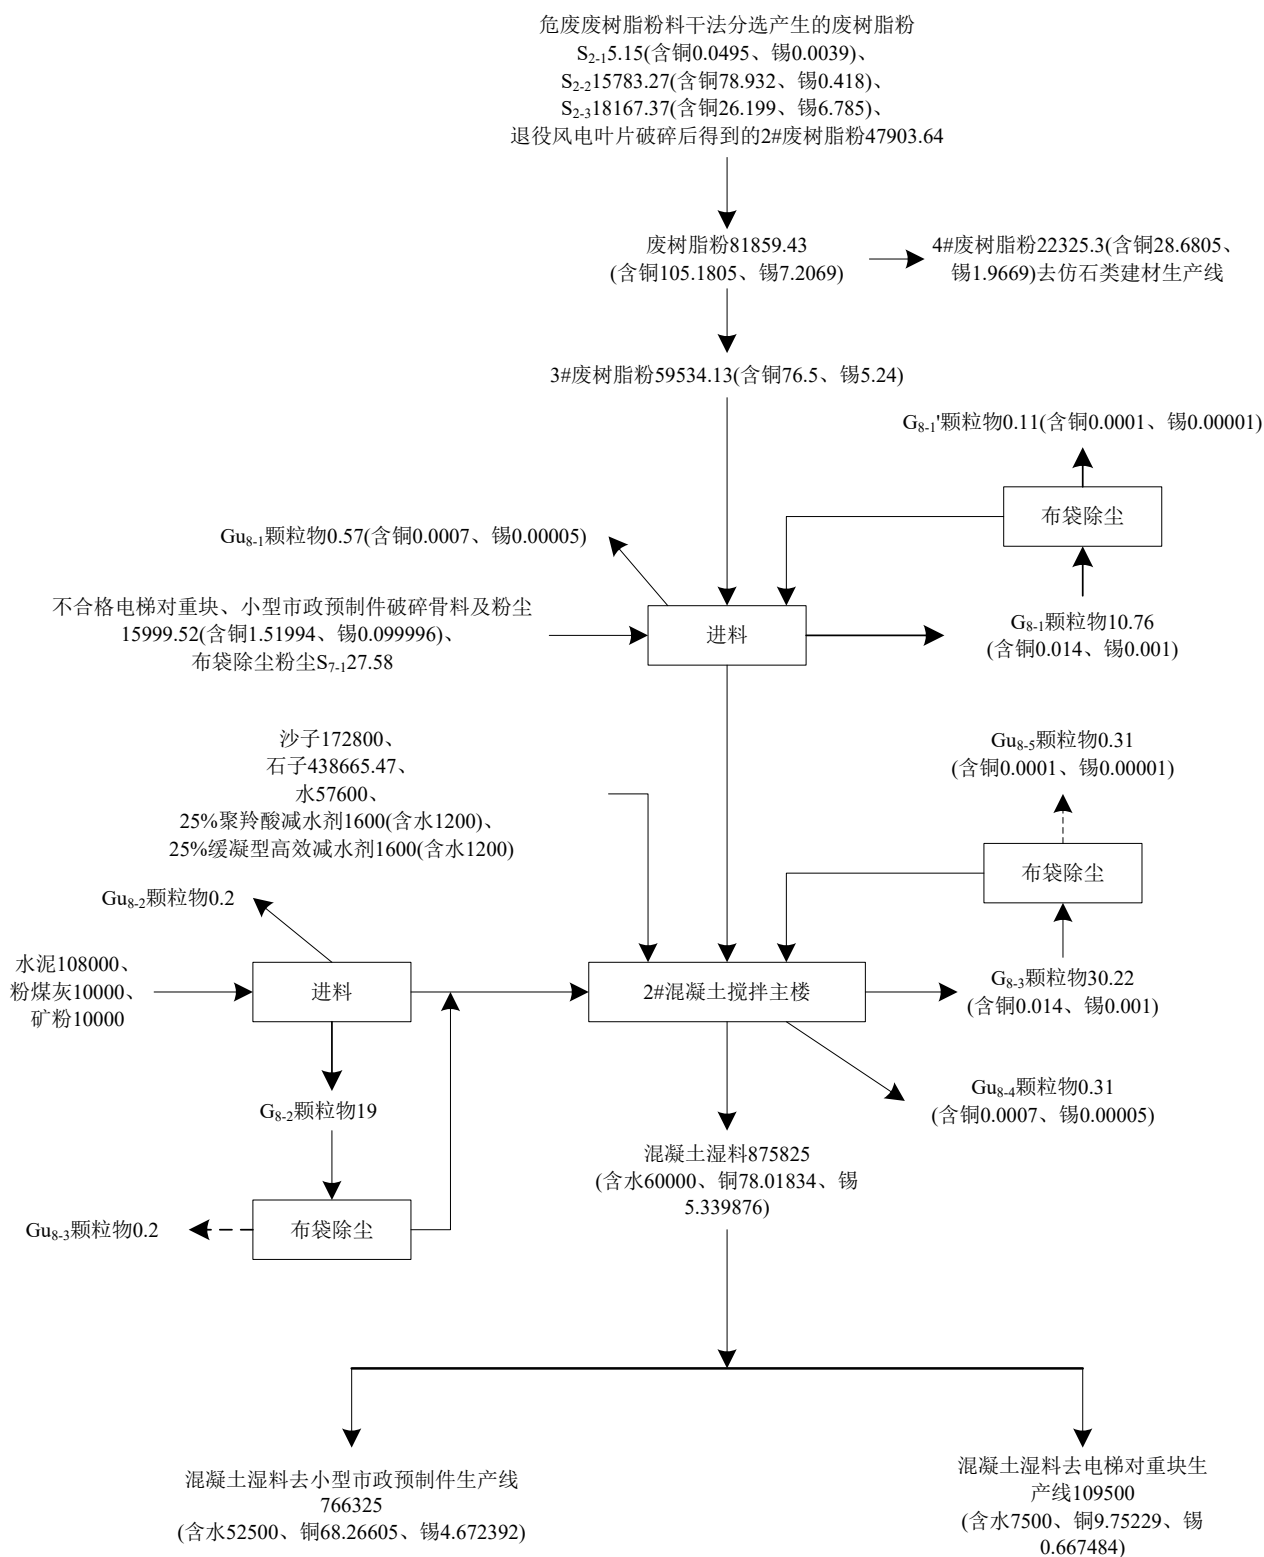 危废废树脂粉料干法分选产生的废树脂粉
S2-15.15(含铜0.0495、锡0.0039)、
S2-215783.27(含铜78.932、锡0.418)、
S2-318167.37(含铜26.199、锡6.785)、
退役风电叶片破碎后得到的2#废树脂粉47903.64
废树脂粉81859.43
(含铜105.1805、锡7.2069)
4#废树脂粉22325.3(含铜28.6805、
锡1.9669)去仿石类建材生产线
3#废树脂粉59534.13(含铜76.5、锡5.24)
G8-1'颗粒物0.11(含铜0.0001、锡0.00001)
布袋除尘
Gu8-1颗粒物0.57(含铜0.0007、锡0.00005)
不合格电梯对重块、小型市政预制件破碎骨料及粉尘
15999.52(含铜1.51994、锡0.099996)、
布袋除尘粉尘S7-127.58
进料
G8-1颗粒物10.76
(含铜0.014、锡0.001)
沙子172800、
石子438665.47、
水57600、
25%聚羚酸减水剂1600(含水1200)、
25%缓凝型高效减水剂1600(含水1200)
Gu8-5颗粒物0.31
(含铜0.0001、锡0.00001)
布袋除尘
Gu8-2颗粒物0.2
水泥108000、
粉煤灰10000、
矿粉10000
进料
2#混凝土搅拌主楼
G8-3颗粒物30.22
(含铜0.014、锡0.001)
G8-2颗粒物19
Gu8-4颗粒物0.31
(含铜0.0007、锡0.00005)
混凝土湿料875825
(含水60000、铜78.01834、锡
5.339876)
Gu8-3颗粒物0.2
布袋除尘
混凝土湿料去小型市政预制件生产线
766325
(含水52500、铜68.26605、锡4.672392)
混凝土湿料去电梯对重块生
产线109500
(含水7500、铜9.75229、锡
0.667484)